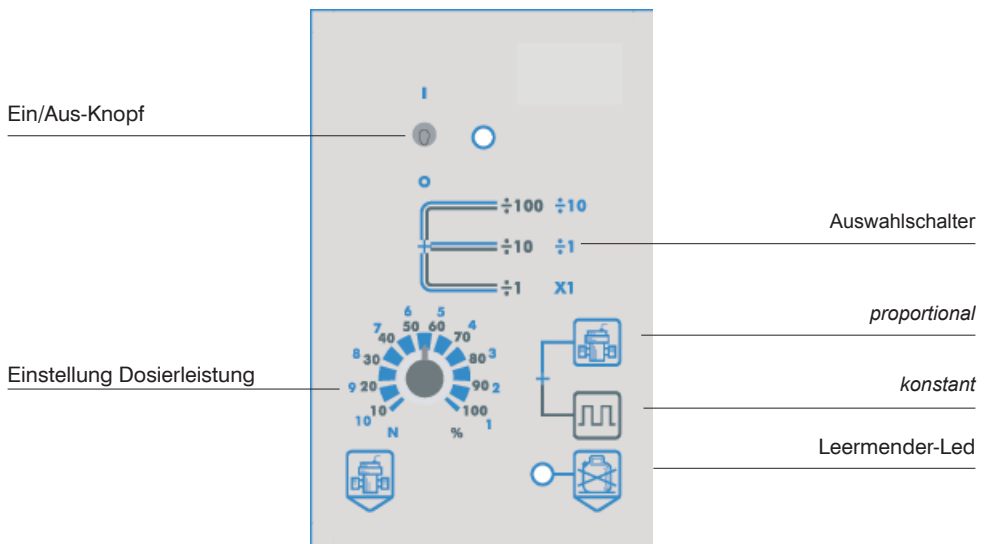 Ein/Aus-Knopf
I
O
÷100 ÷10
÷10 ÷1
÷1 X1
Auswahlschalter
proportional
konstant
Leermender-Led
Einstellung Dosierleistung
6 5
7 50 60 4
40 70
8 30 80 3
9 20 90 2
10 10 100 1
N %